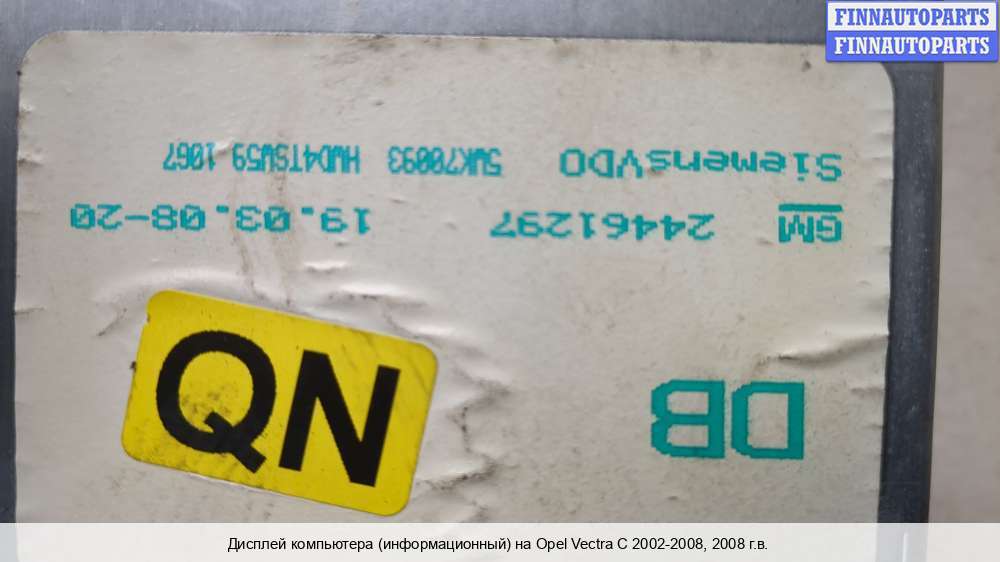 FINNAUTOPARTS
FINNAUTOPARTS
SiemensVDO 5WK70093 HWD4TSW59 1067
GM 24461297 19.03.08-20
QN
DB
Дисплей компьютера (информационный) на Opel Vectra C 2002-2008, 2008 г.в.